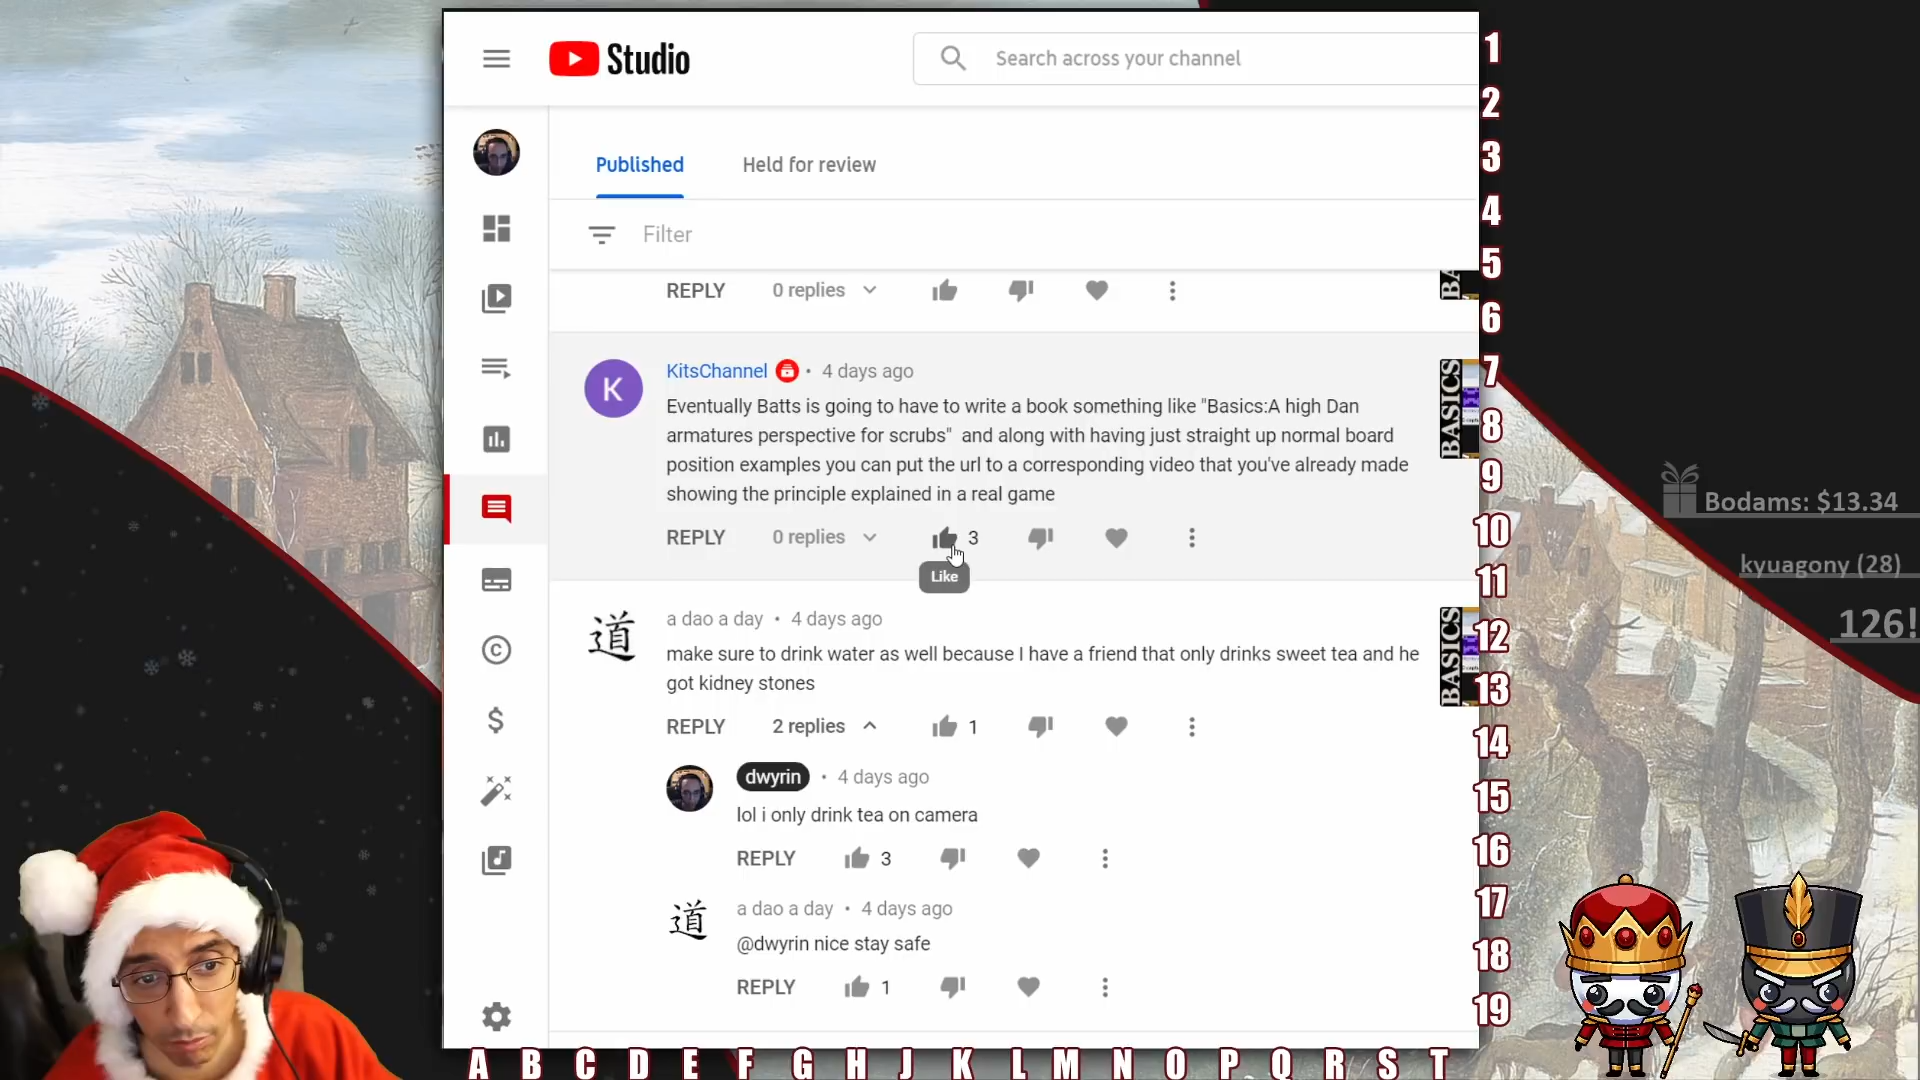 Studio
Search across your channel
Published
Held for review
Filter
REPLY
0 replies
KitsChannel • 4 days ago
K
Eventually Batts is going to have to write a book something like "Basics:A high Dan
armatures perspective for scrubs"  and along with having just straight up normal board
position examples you can put the url to a corresponding video that you've already made
showing the principle explained in a real game
REPLY
0 replies
3
Like
道
a dao a day • 4 days ago
make sure to drink water as well because I have a friend that only drinks sweet tea and he
got kidney stones
REPLY
2 replies
1
dwyrin • 4 days ago
lol i only drink tea on camera
REPLY
3
道
a dao a day • 4 days ago
@dwyrin nice stay safe
REPLY
1
BA
BASICS
BASICS
1
2
3
4
5
6
7
8
9
10
11
12
13
14
15
16
17
18
19
A B C D E F G H J K L M N O P Q R S T
Bodams: $13.34
kyuagony (28)
126!